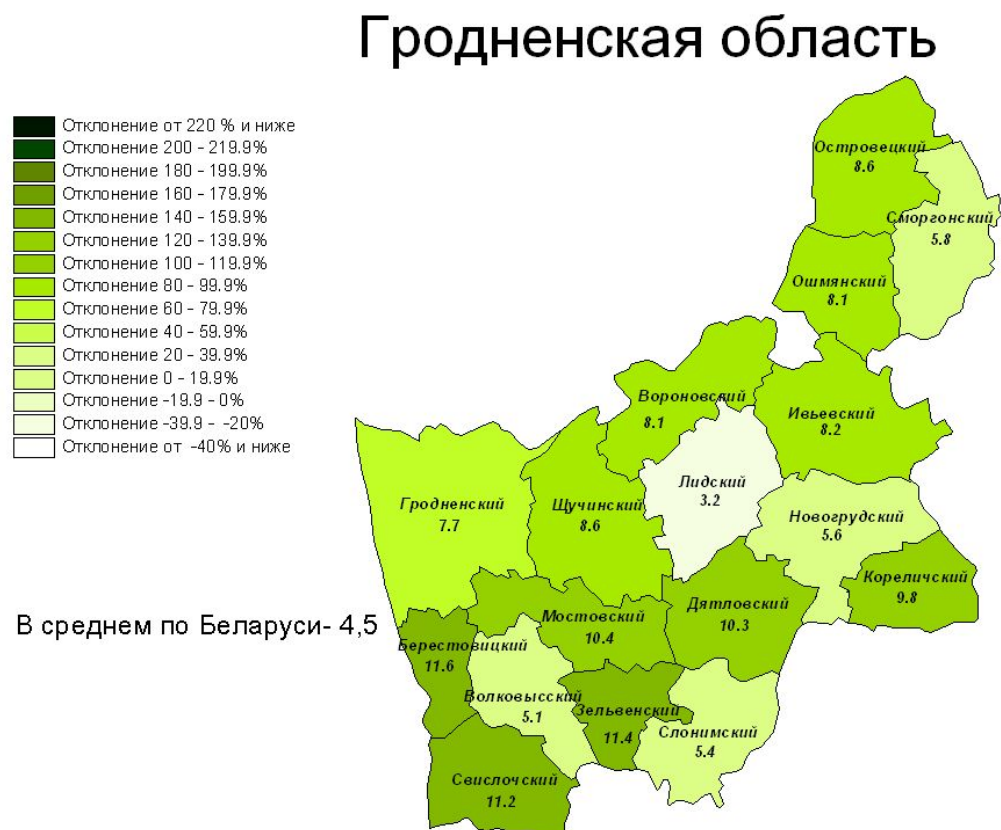 Гродненская область
Отклонение от 220 % и ниже
Отклонение 200 - 219.9%
Отклонение 180 - 199.9%
Отклонение 160 - 179.9%
Отклонение 140 - 159.9%
Отклонение 120 - 139.9%
Отклонение 100 - 119.9%
Отклонение 80 - 99.9%
Отклонение 60 - 79.9%
Отклонение 40 - 59.9%
Отклонение 20 - 39.9%
Отклонение 0 - 19.9%
Отклонение -19.9 - 0%
Отклонение -39.9 - -20%
Отклонение от -40% и ниже
Островецкий
8.6
Сморгонский
5.8
Ошмянский
8.1
Вороновский
8.1
Ивьевский
8.2
Лидский
3.2
Гродненский
7.7
Щучинский
8.6
Новогрудский
5.6
Кореличский
9.8
Дятловский
10.3
Мостовский
10.4
В среднем по Беларуси- 4,5
Берестовицкий
11.6
Волковысский
5.1
Зельвенский
11.4
Слонимский
5.4
Свислочский
11.2